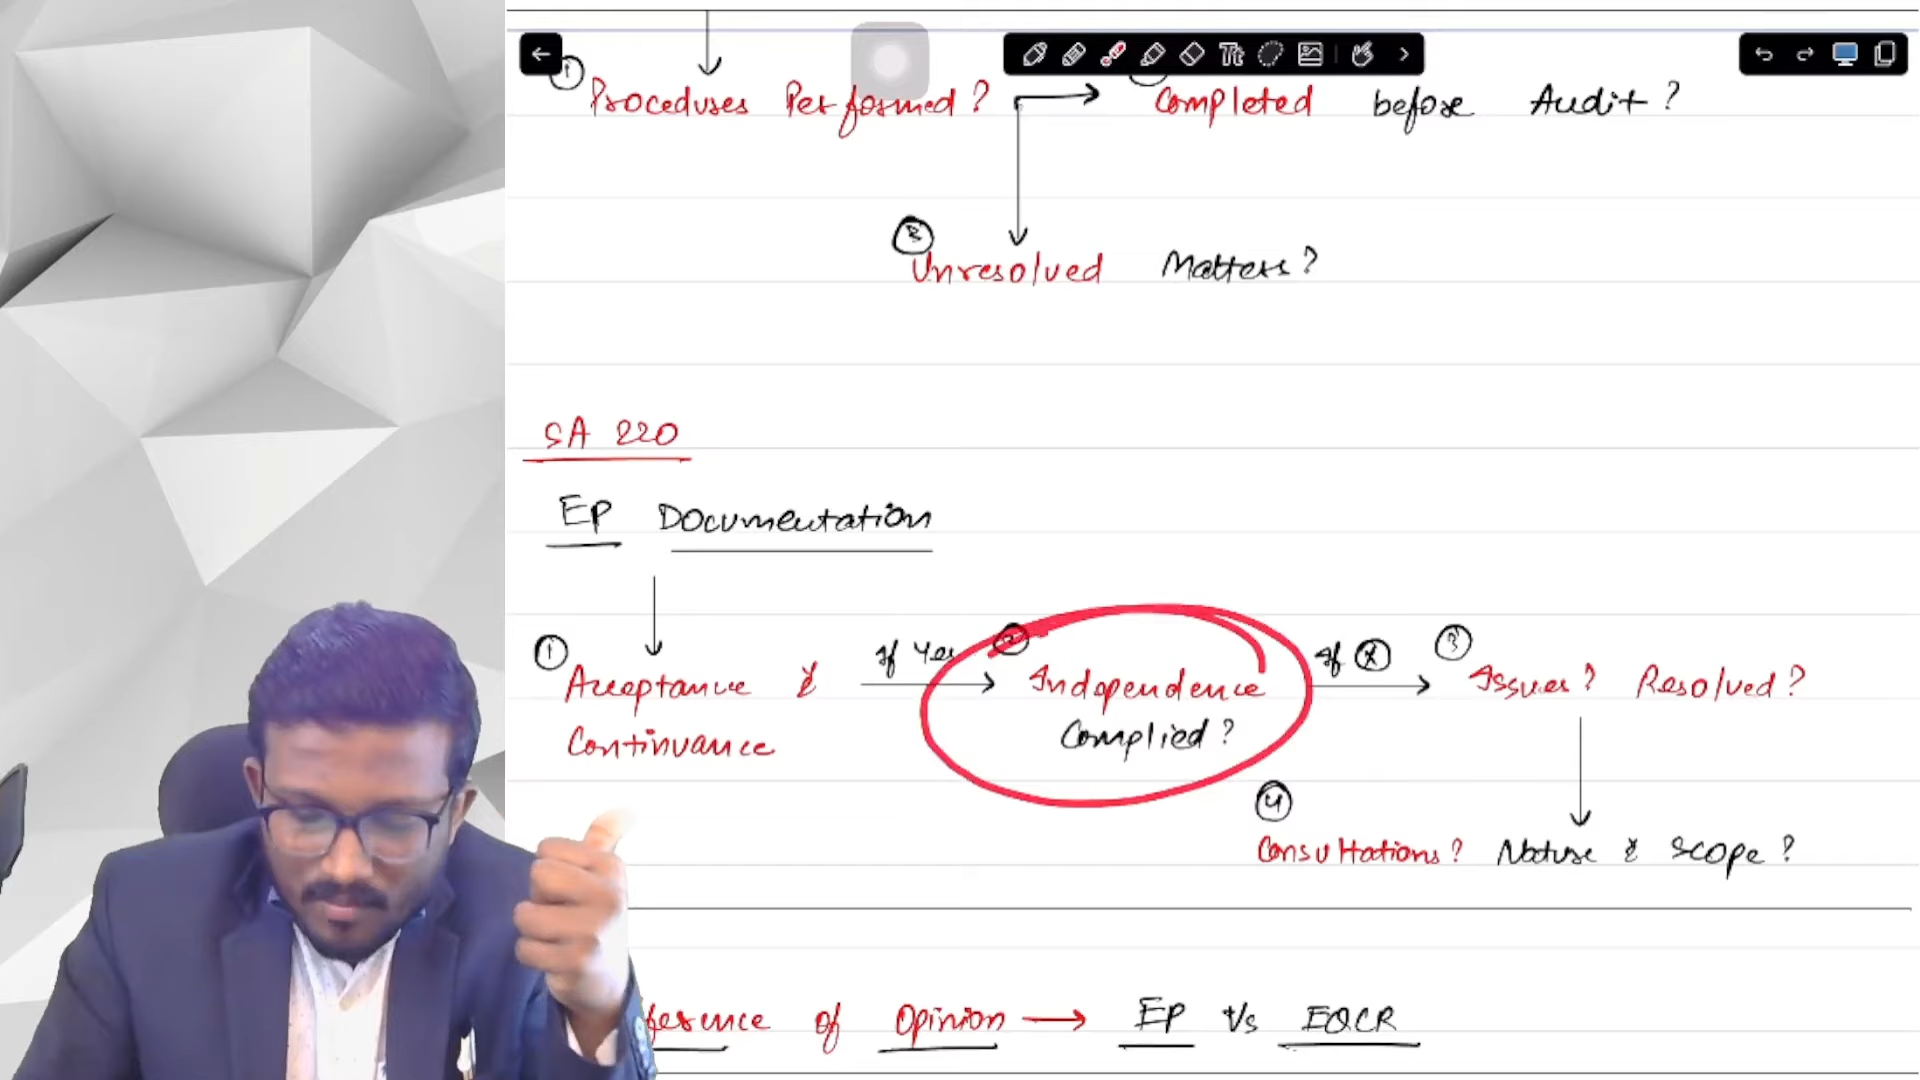 ① Procedures Performed? Completed before Audit?
③ Unresolved Matters?
SA 220
EP Documentation
① Acceptance & If Yes ② Independence If ⓧ ③ Issues? Resolved?
Continuance Complied?
④ Consultations? Nature & Scope?
ference of Opinion → EP Vs EQCR